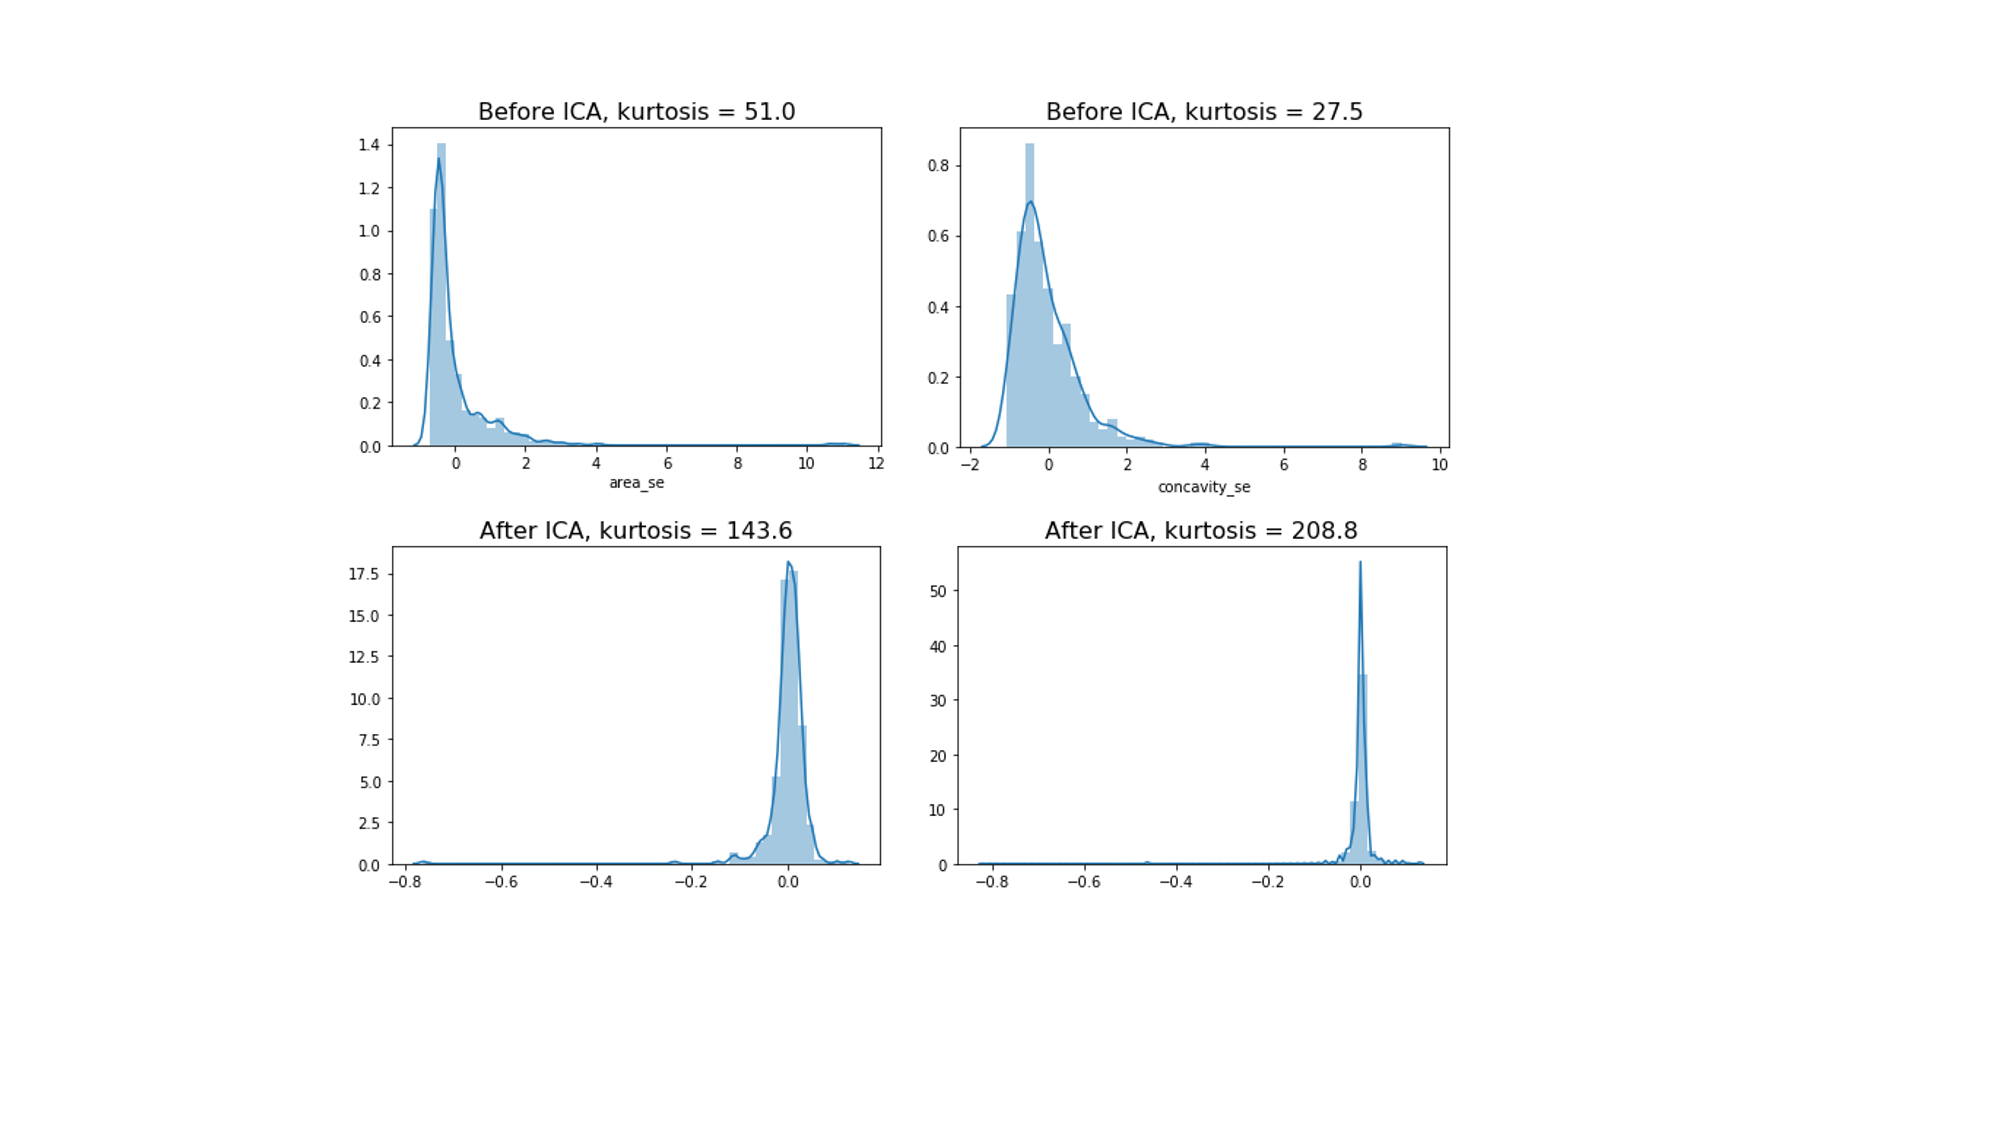 Before ICA, kurtosis = 51.0
1.4
1.2
1.0
0.8
0.6
0.4
0.2
0.0
0 2 4 6 8 10 12
area_se
Before ICA, kurtosis = 27.5
0.8
0.6
0.4
0.2
0.0
−2 0 2 4 6 8 10
concavity_se
After ICA, kurtosis = 143.6
17.5
15.0
12.5
10.0
7.5
5.0
2.5
0.0
−0.8 −0.6 −0.4 −0.2 0.0
After ICA, kurtosis = 208.8
50
40
30
20
10
0
−0.8 −0.6 −0.4 −0.2 0.0